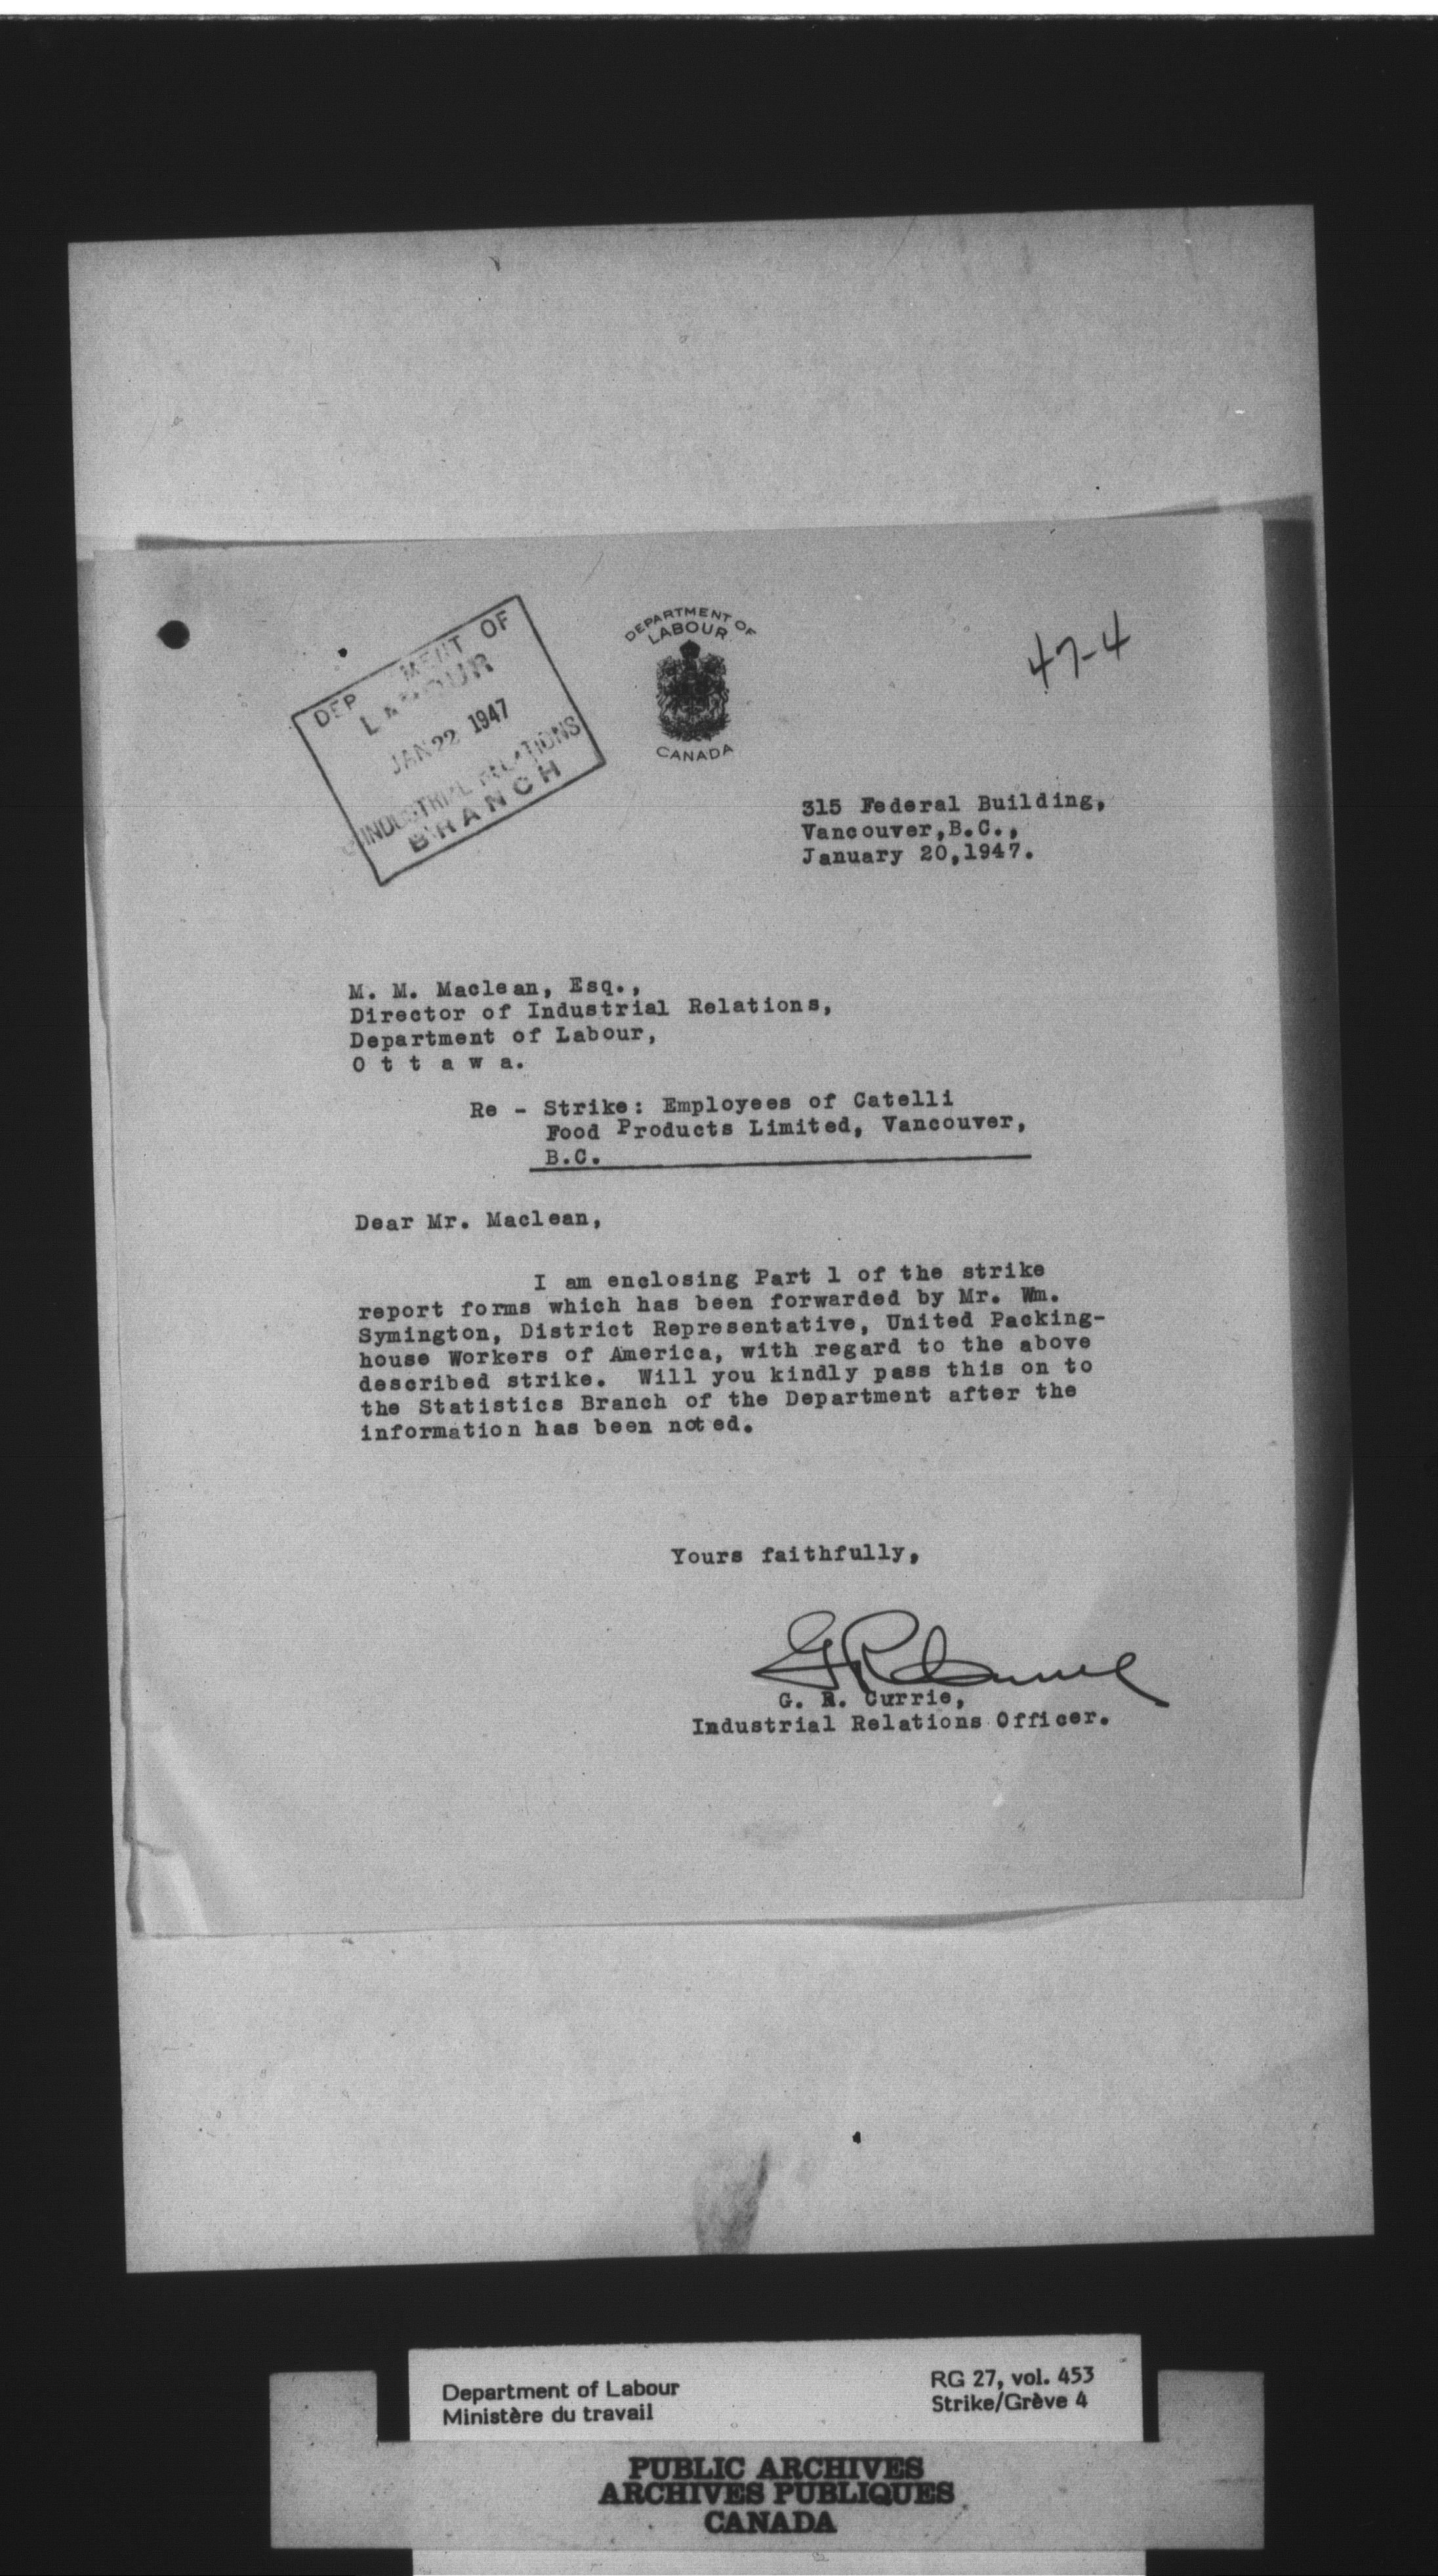 DEPARTMENT OF
LABOUR
CANADA
47-4
DEP MENT OF
LABOUR
JAN 22 1947
INDUSTRIAL RELATIONS
BRANCH
315 Federal Building,
Vancouver,B.C.,
January 20,1947.
M. M. Maclean, Esq.,
Director of Industrial Relations,
Department of Labour,
O t t a w a.
Re - Strike: Employees of Catelli
Food Products Limited, Vancouver,
B.C.
Dear Mr. Maclean,
I am enclosing Part 1 of the strike
report forms which has been forwarded by Mr. Wm.
Symington, District Representative, United Packing-
house Workers of America, with regard to the above
described strike. Will you kindly pass this on to
the Statistics Branch of the Department after the
information has been noted.
Yours faithfully,
G R Currie
G. R. Currie,
Industrial Relations Officer.
Department of Labour
Ministère du travail
RG 27, vol. 453
Strike/Grève 4
PUBLIC ARCHIVES
ARCHIVES PUBLIQUES
CANADA